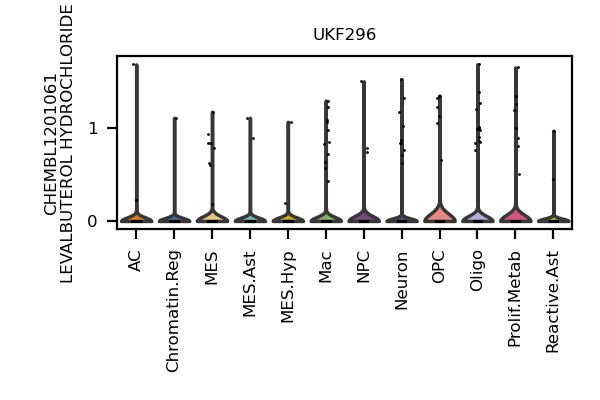 UKF296
CHEMBL1201061
LEVALBUTEROL HYDROCHLORIDE
1
0
AC
Chromatin.Reg
MES
MES.Ast
MES.Hyp
Mac
NPC
Neuron
OPC
Oligo
Prolif.Metab
Reactive.Ast